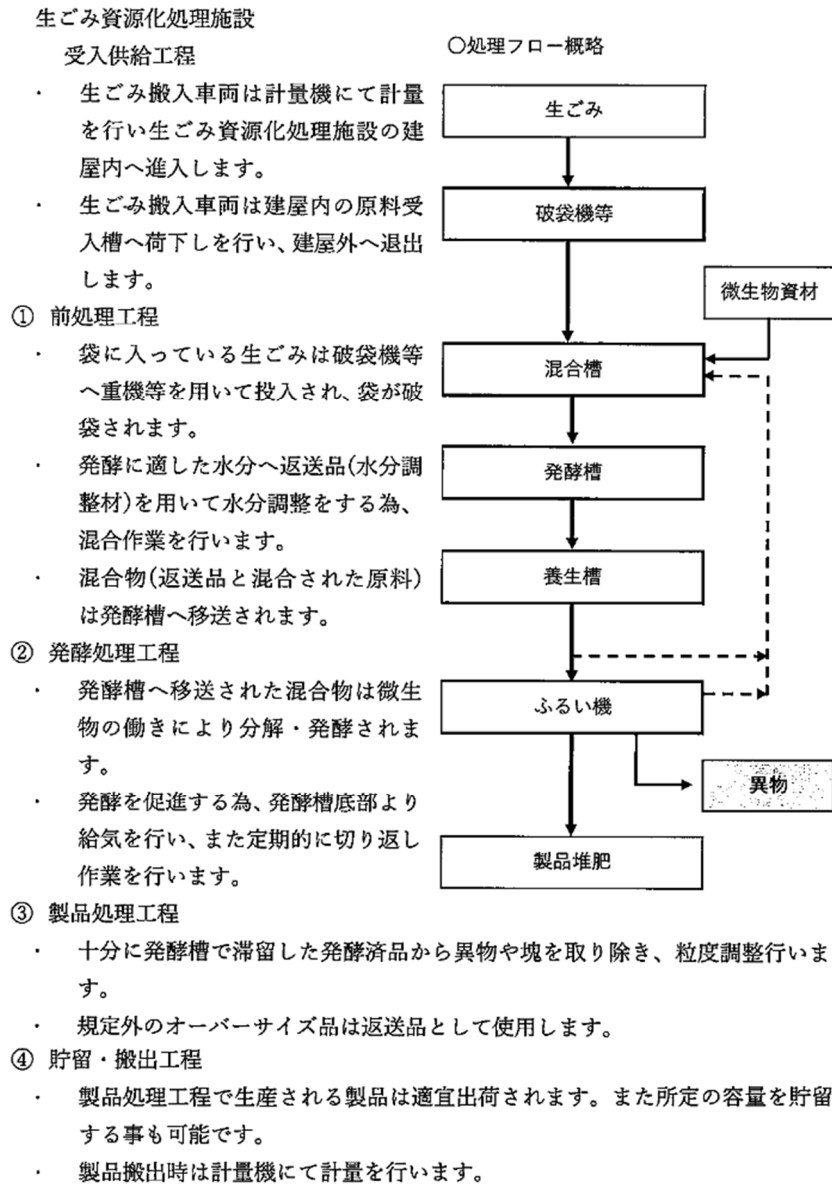 生ごみ資源化処理施設
受入供給工程
・ 生ごみ搬入車両は計量機にて計量
を行い生ごみ資源化処理施設の建
屋内へ進入します。
・ 生ごみ搬入車両は建屋内の原料受
入槽へ荷下しを行い、建屋外へ退出
します。
① 前処理工程
・ 袋に入っている生ごみは破袋機等
へ重機等を用いて投入され、袋が破
袋されます。
・ 発酵に適した水分へ返送品(水分調
整材)を用いて水分調整をする為、
混合作業を行います。
・ 混合物(返送品と混合された原料)
は発酵槽へ移送されます。
② 発酵処理工程
・ 発酵槽へ移送された混合物は微生
物の働きにより分解・発酵されま
す。
・ 発酵を促進する為、発酵槽底部より
給気を行い、また定期的に切り返し
作業を行います。
〇処理フロー概略
生ごみ
破袋機等
微生物資材
混合槽
発酵槽
養生槽
ふるい機
異物
製品堆肥
③ 製品処理工程
・ 十分に発酵槽で滞留した発酵済品から異物や塊を取り除き、粒度調整行いま
す。
・ 規定外のオーバーサイズ品は返送品として使用します。
④ 貯留・搬出工程
・ 製品処理工程で生産される製品は適宜出荷されます。また所定の容量を貯留
する事も可能です。
・ 製品搬出時は計量機にて計量を行います。